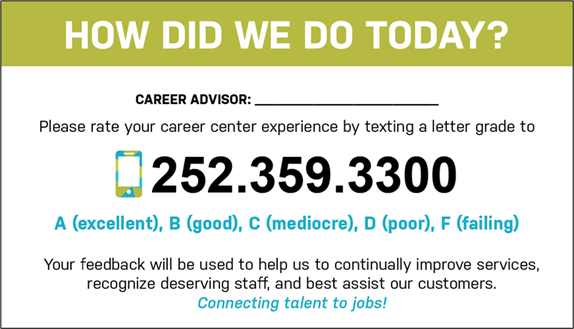 HOW DID WE DO TODAY?
CAREER ADVISOR: ________________________
Please rate your career center experience by texting a letter grade to
252.359.3300
A (excellent), B (good), C (mediocre), D (poor), F (failing)
Your feedback will be used to help us to continually improve services,
recognize deserving staff, and best assist our customers.
Connecting talent to jobs!